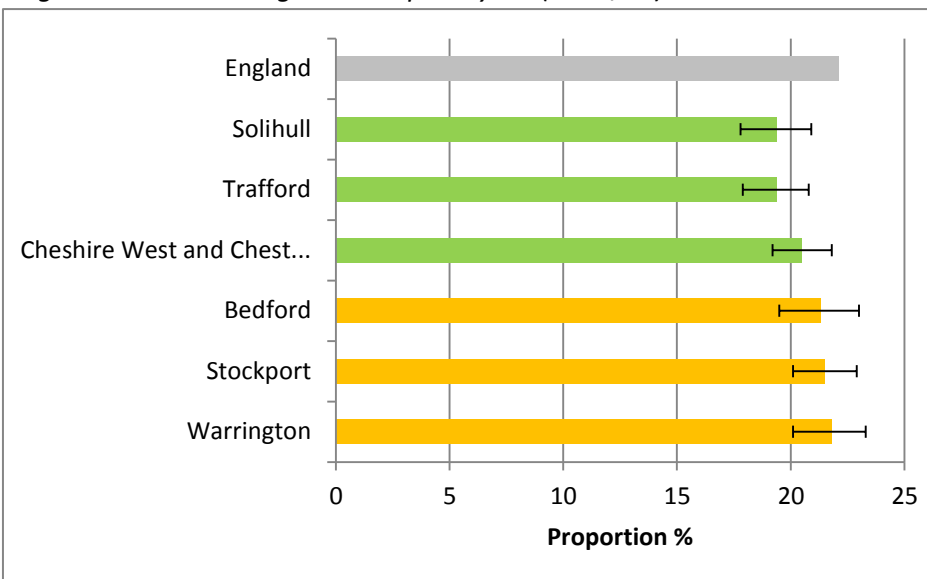 England
Solihull
Trafford
Cheshire West and Chest...
Bedford
Stockport
Warrington
0 5 10 15 20 25
Proportion %